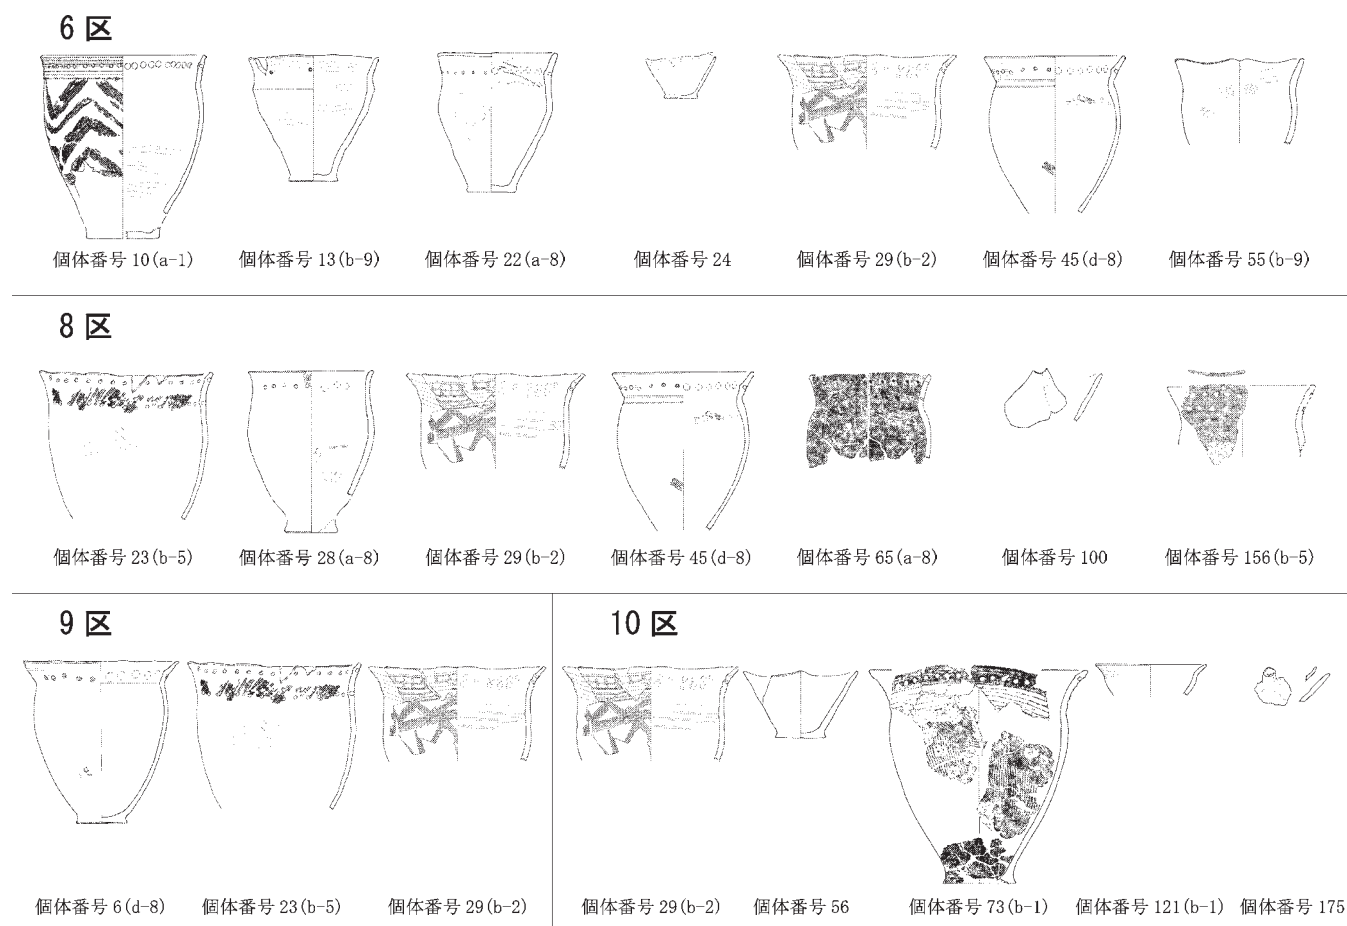 6 区
個体番号 10(a-1) 個体番号 13(b-9) 個体番号 22(a-8) 個体番号 24 個体番号 29(b-2) 個体番号 45(d-8) 個体番号 55(b-9)
8 区
個体番号 23(b-5) 個体番号 28(a-8) 個体番号 29(b-2) 個体番号 45(d-8) 個体番号 65(a-8) 個体番号 100 個体番号 156(b-5)
9 区
個体番号 6(d-8) 個体番号 23(b-5) 個体番号 29(b-2)
10 区
個体番号 29(b-2) 個体番号 56 個体番号 73(b-1) 個体番号 121(b-1) 個体番号 175